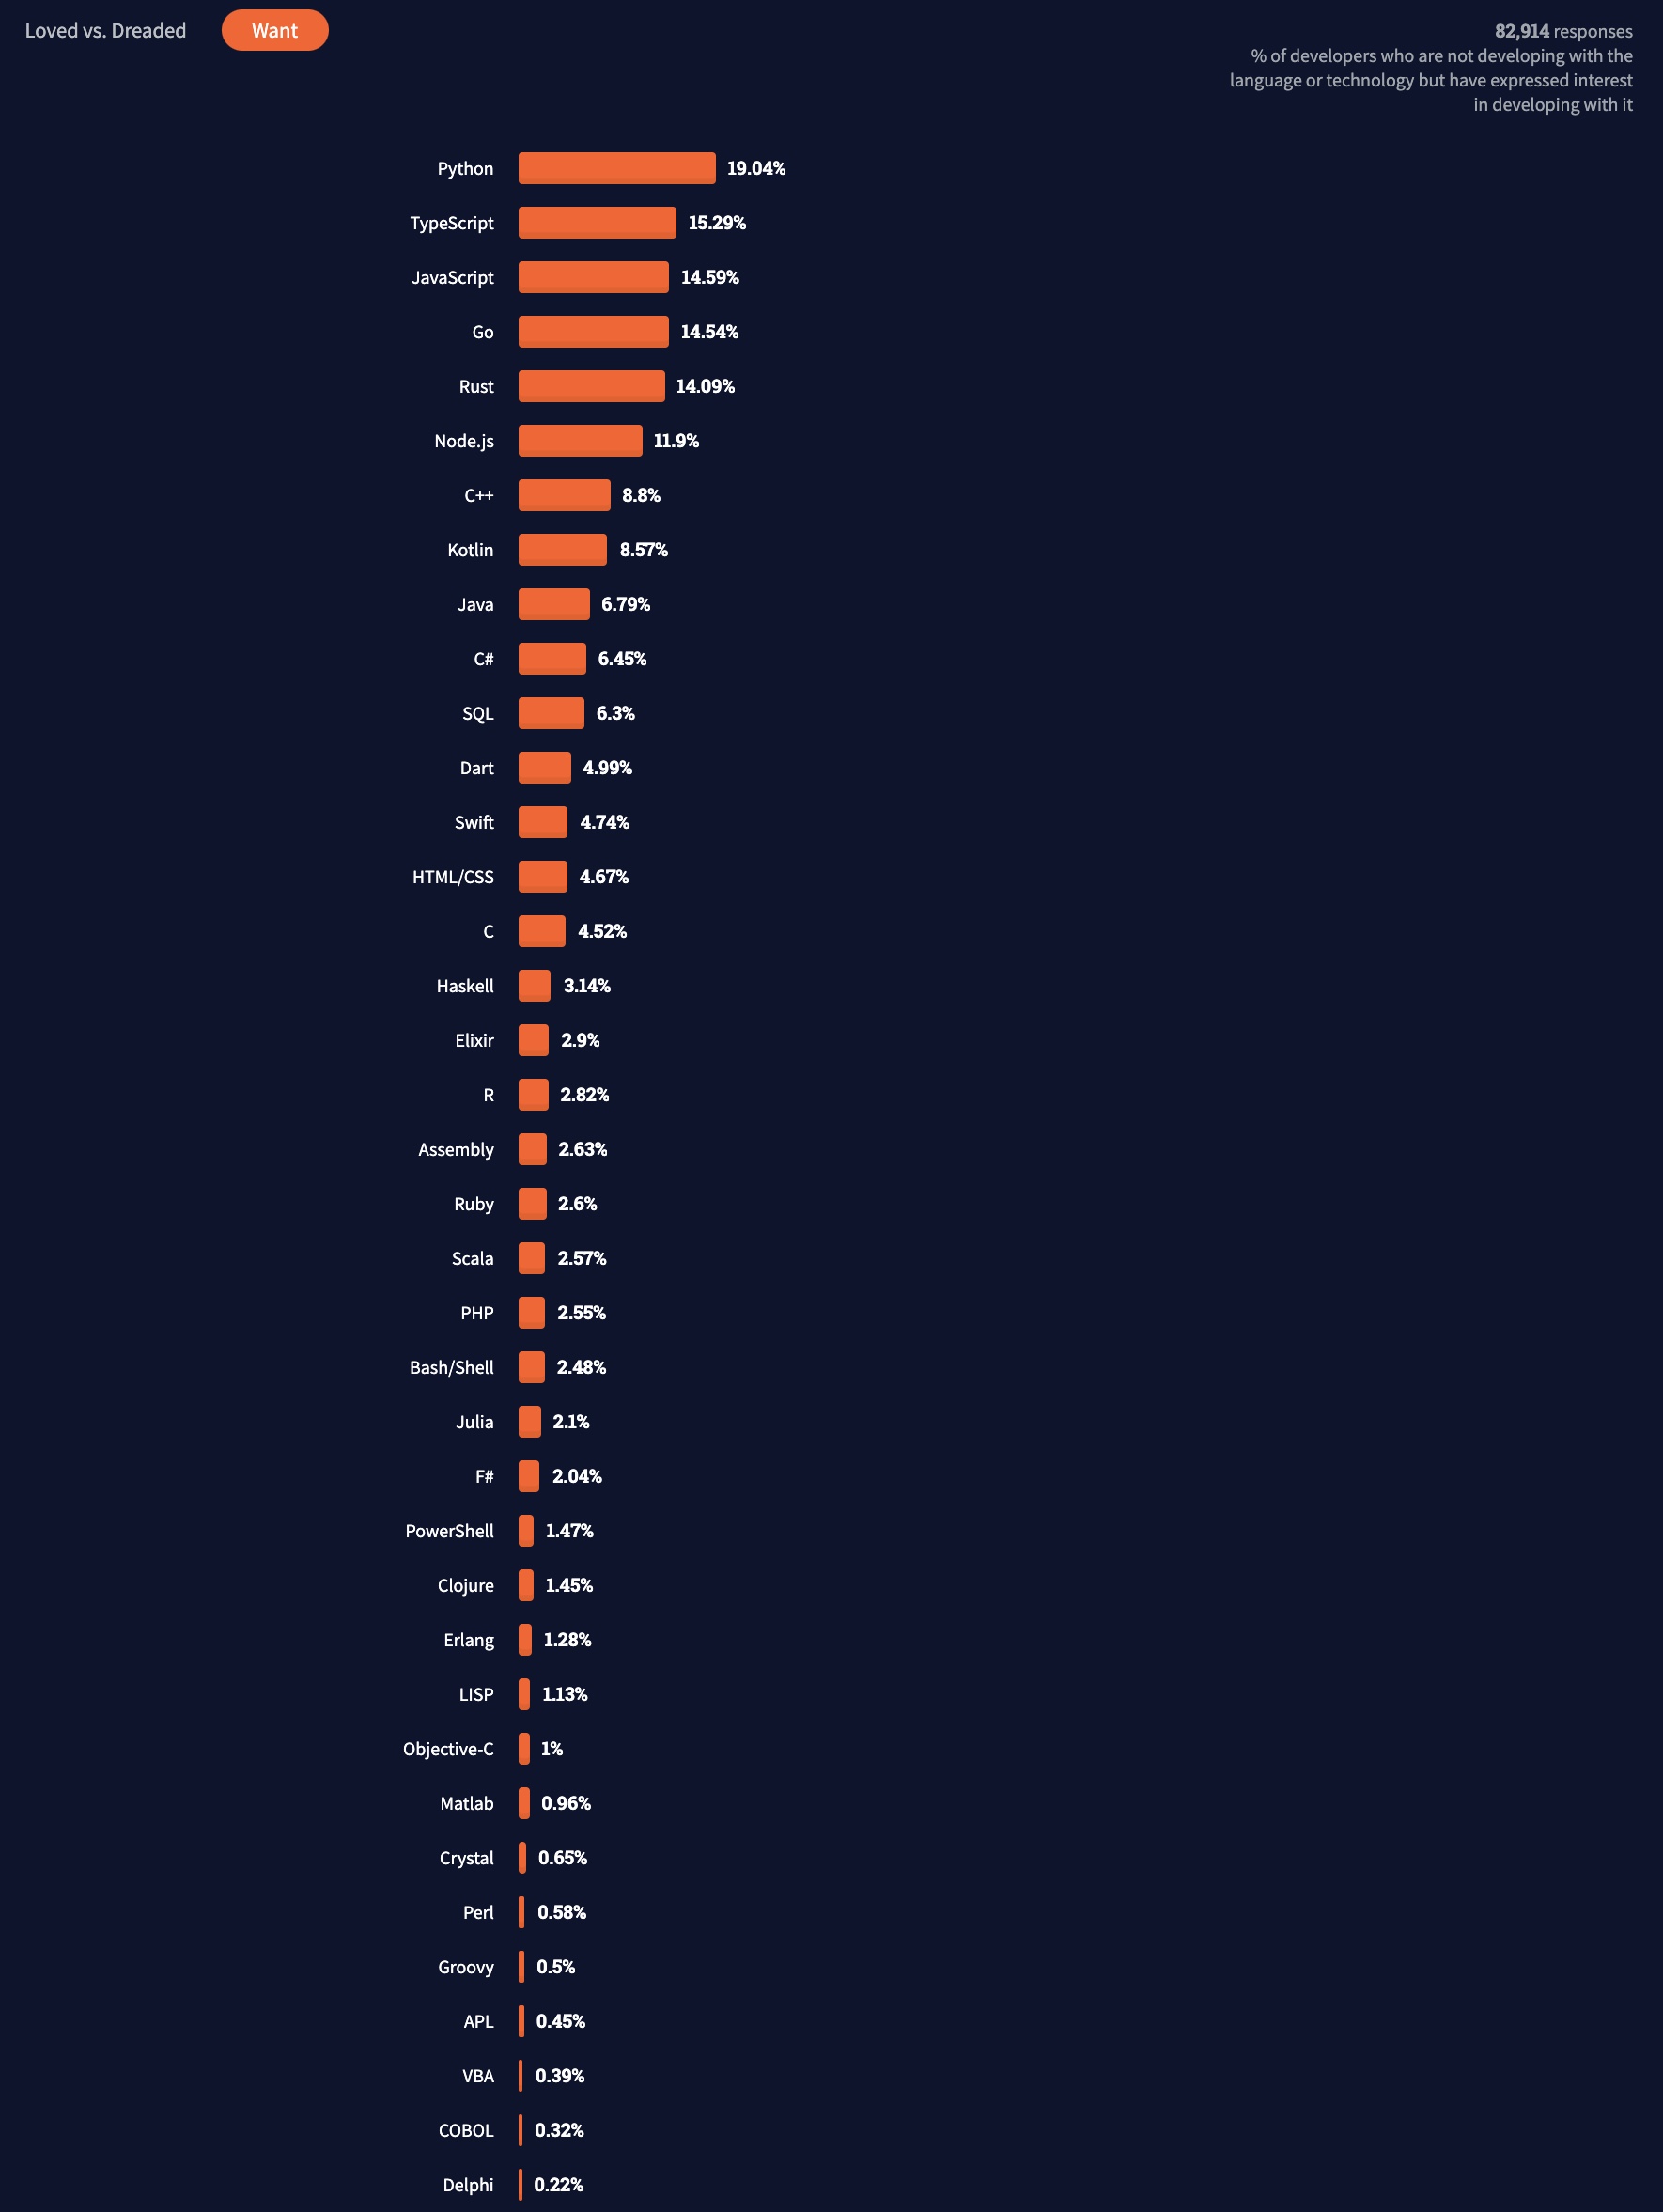 Loved vs. Dreaded Want
82,914 responses
% of developers who are not developing with the
language or technology but have expressed interest
in developing with it
Python 19.04%
TypeScript 15.29%
JavaScript 14.59%
Go 14.54%
Rust 14.09%
Node.js 11.9%
C++ 8.8%
Kotlin 8.57%
Java 6.79%
C# 6.45%
SQL 6.3%
Dart 4.99%
Swift 4.74%
HTML/CSS 4.67%
C 4.52%
Haskell 3.14%
Elixir 2.9%
R 2.82%
Assembly 2.63%
Ruby 2.6%
Scala 2.57%
PHP 2.55%
Bash/Shell 2.48%
Julia 2.1%
F# 2.04%
PowerShell 1.47%
Clojure 1.45%
Erlang 1.28%
LISP 1.13%
Objective-C 1%
Matlab 0.96%
Crystal 0.65%
Perl 0.58%
Groovy 0.5%
APL 0.45%
VBA 0.39%
COBOL 0.32%
Delphi 0.22%